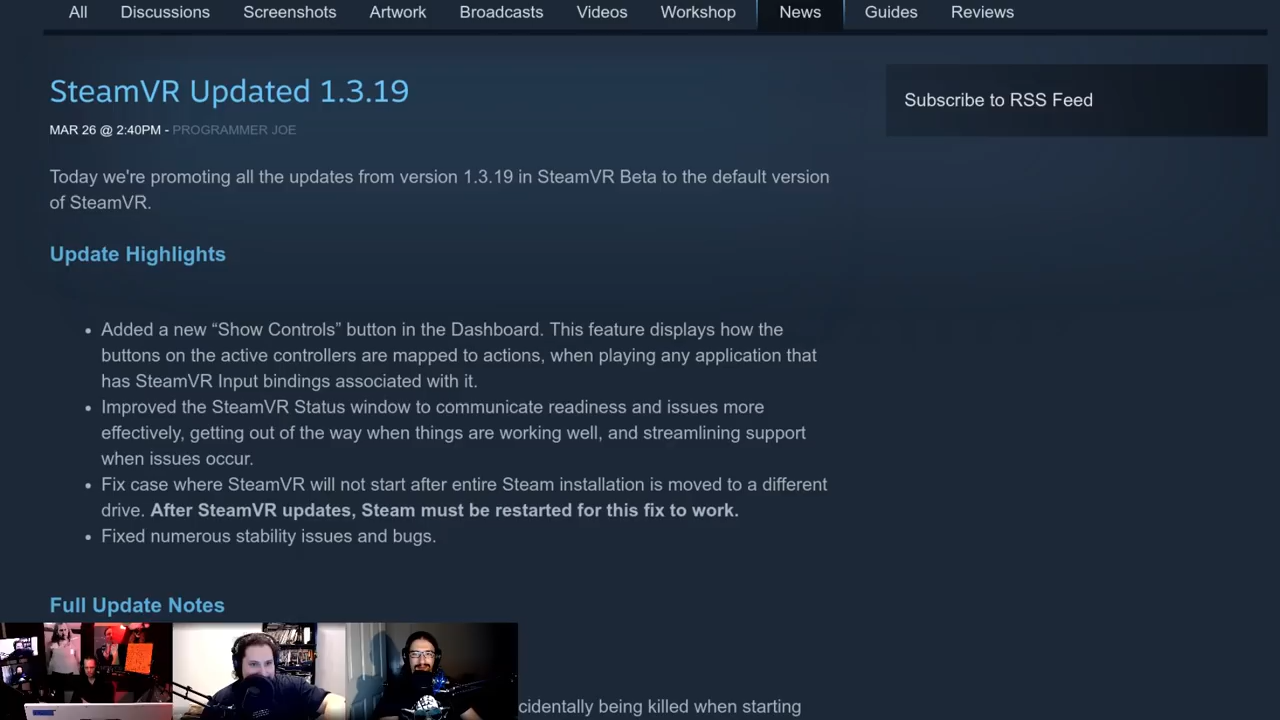 All Discussions Screenshots Artwork Broadcasts Videos Workshop News Guides Reviews
SteamVR Updated 1.3.19
Subscribe to RSS Feed
MAR 26 @ 2:40PM - PROGRAMMER JOE
Today we're promoting all the updates from version 1.3.19 in SteamVR Beta to the default version
of SteamVR.
Update Highlights
• Added a new “Show Controls” button in the Dashboard. This feature displays how the
buttons on the active controllers are mapped to actions, when playing any application that
has SteamVR Input bindings associated with it.
• Improved the SteamVR Status window to communicate readiness and issues more
effectively, getting out of the way when things are working well, and streamlining support
when issues occur.
• Fix case where SteamVR will not start after entire Steam installation is moved to a different
drive. After SteamVR updates, Steam must be restarted for this fix to work.
• Fixed numerous stability issues and bugs.
Full Update Notes
cidentally being killed when starting